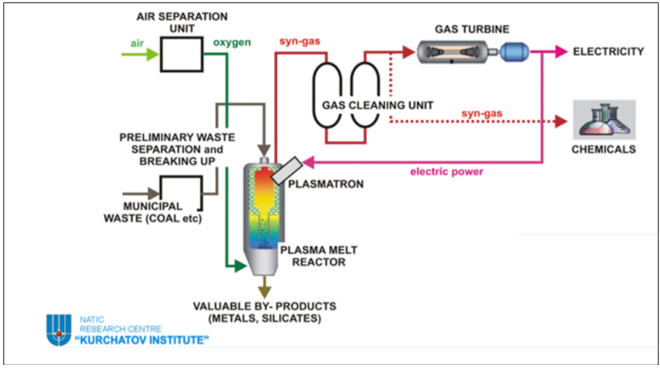 AIR SEPARATION
UNIT
air
oxygen
syn-gas
GAS TURBINE
ELECTRICITY
GAS CLEANING UNIT
syn-gas
CHEMICALS
PRELIMINARY WASTE
SEPARATION and
BREAKING UP
electric power
PLASMATRON
MUNICIPAL
WASTE (COAL etc)
PLASMA MELT
REACTOR
VALUABLE BY- PRODUCTS
(METALS, SILICATES)
NATIC
RESEARCH CENTRE
"KURCHATOV INSTITUTE"